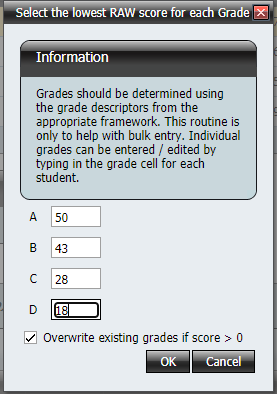 Select the lowest RAW score for each Grade
Information
Grades should be determined using
the grade descriptors from the
appropriate framework. This routine is
only to help with bulk entry. Individual
grades can be entered / edited by
typing in the grade cell for each
student.
A 50
B 43
C 28
D 18
Overwrite existing grades if score > 0
OK Cancel